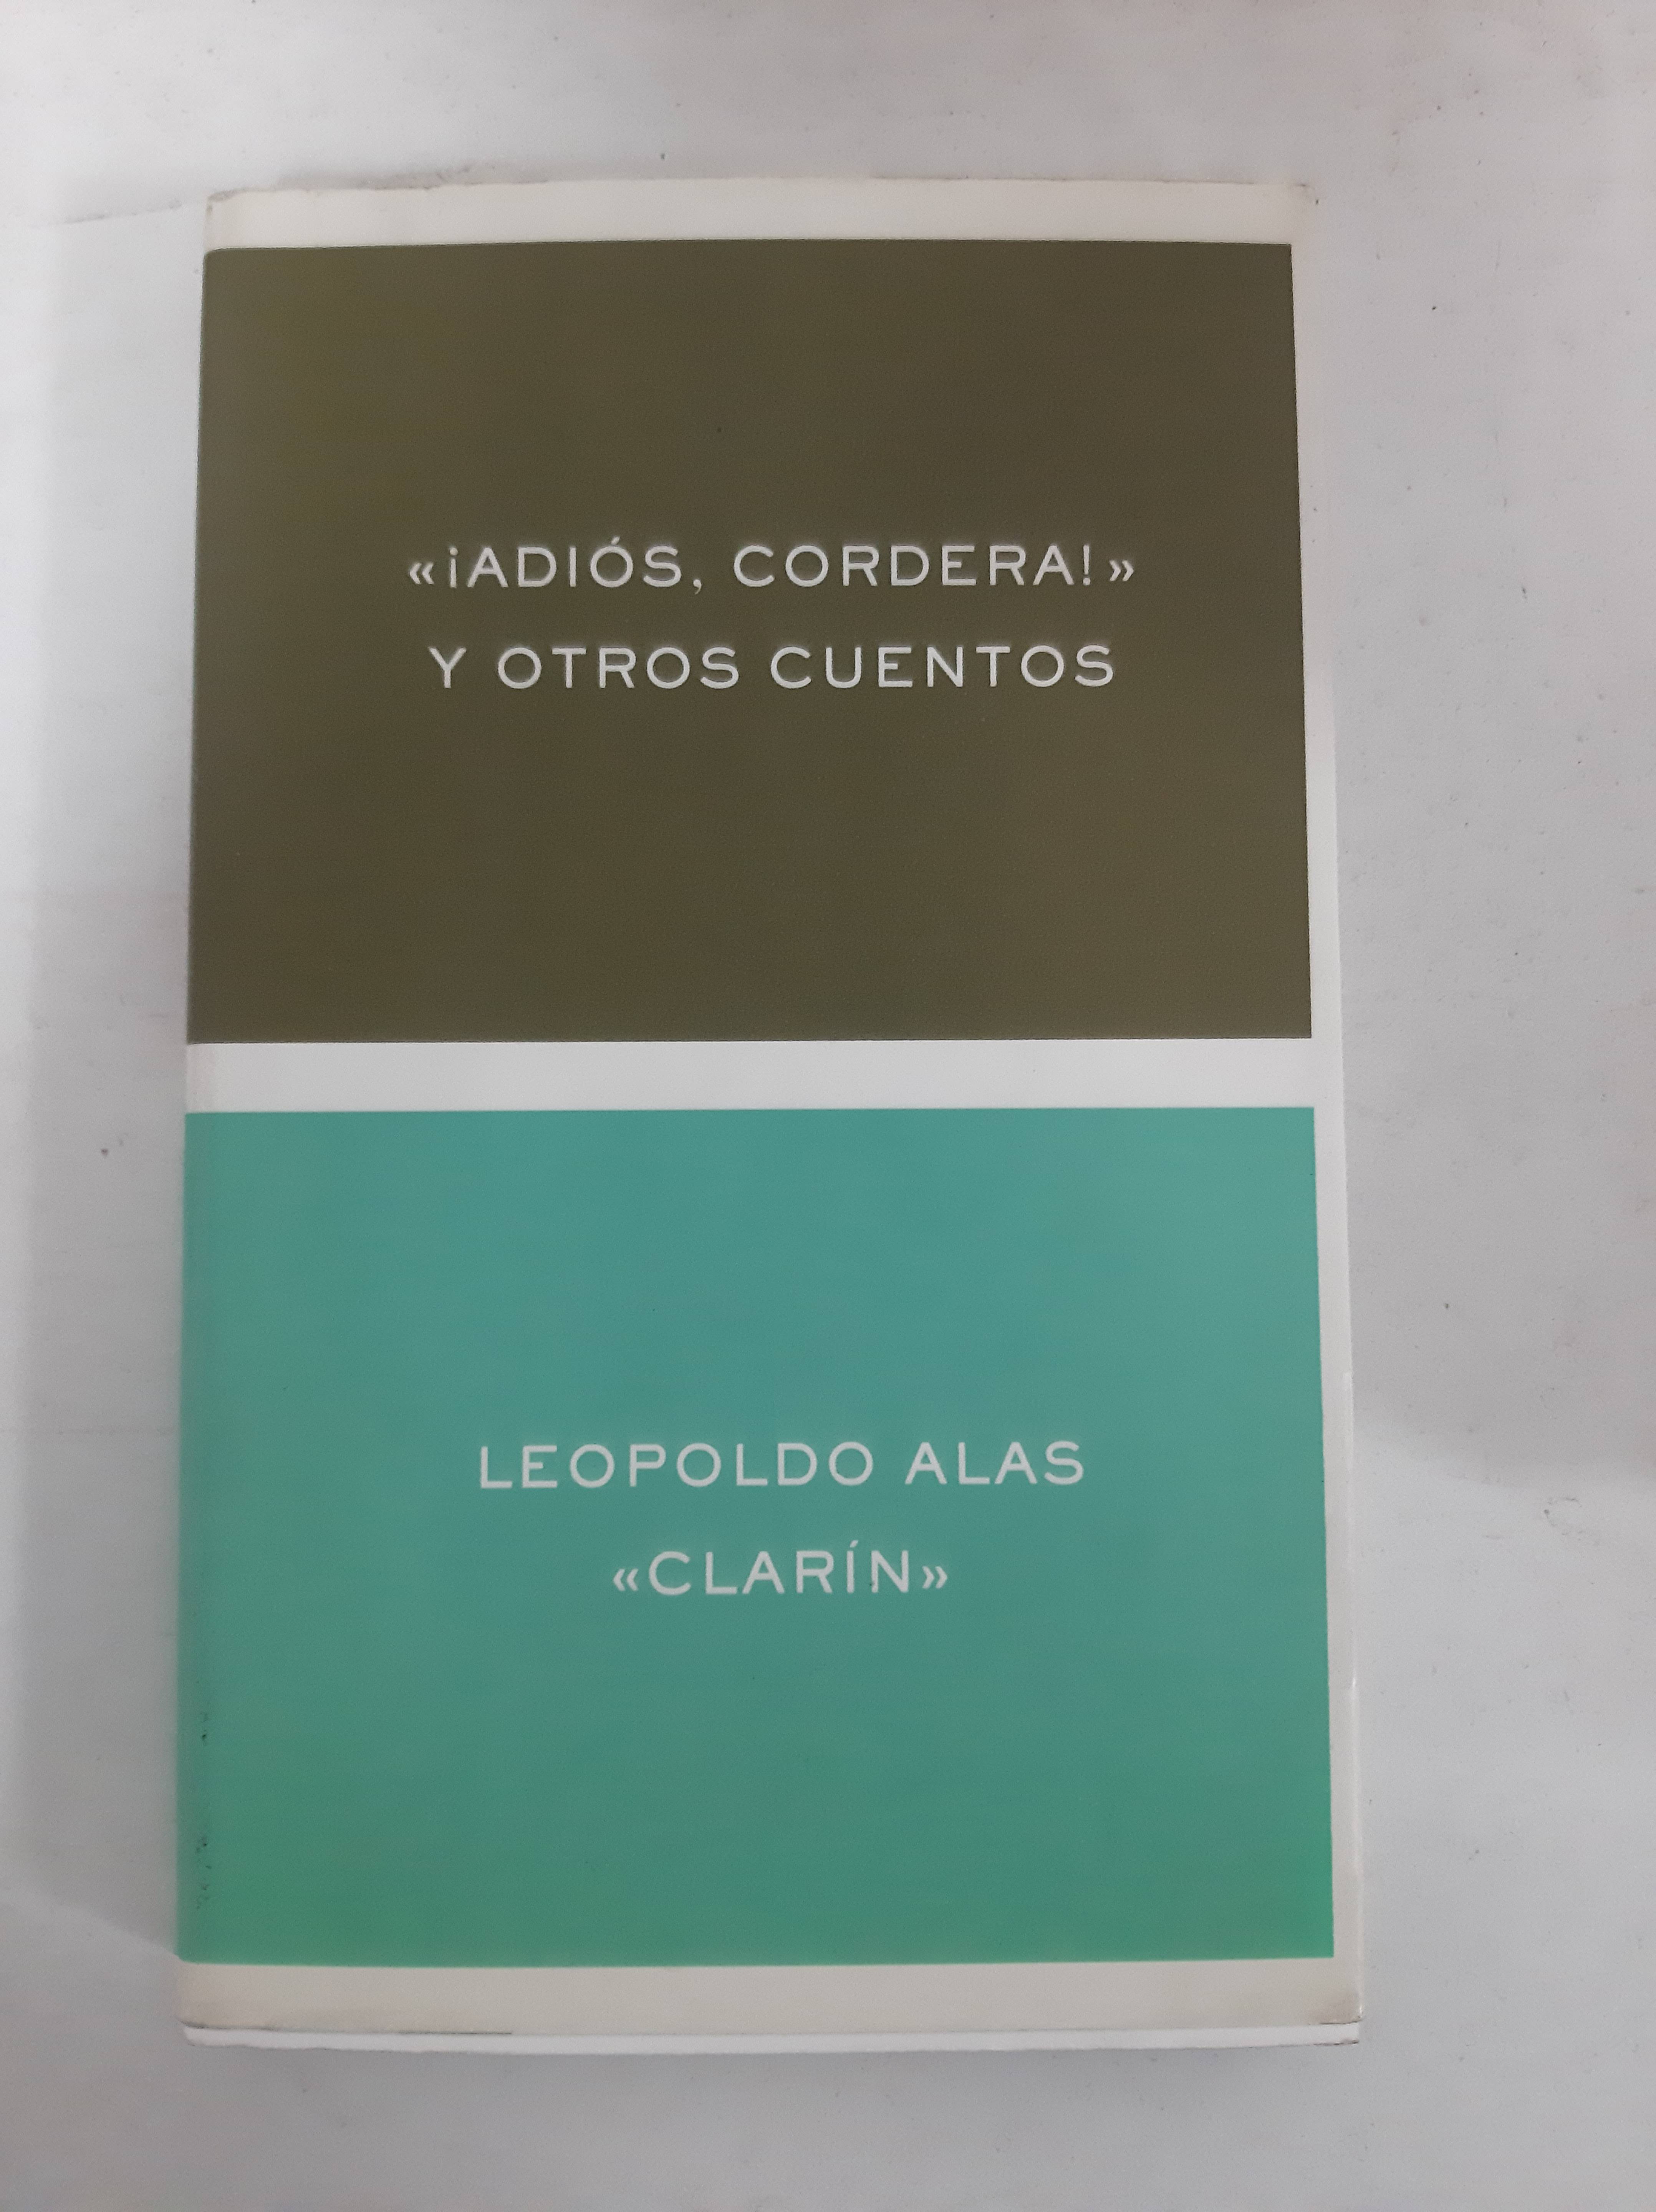 «¡ADIÓS, CORDERA!»
Y OTROS CUENTOS
LEOPOLDO ALAS
«CLARÍN»